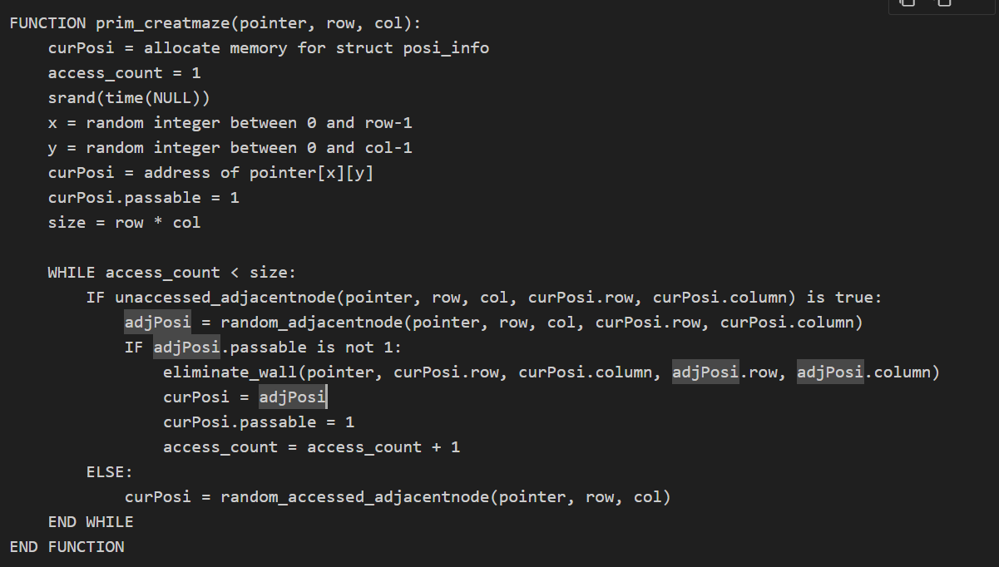 FUNCTION prim_creatmaze(pointer, row, col):
    curPosi = allocate memory for struct posi_info
    access_count = 1
    srand(time(NULL))
    x = random integer between 0 and row-1
    y = random integer between 0 and col-1
    curPosi = address of pointer[x][y]
    curPosi.passable = 1
    size = row * col

    WHILE access_count < size:
        IF unaccessed_adjacentnode(pointer, row, col, curPosi.row, curPosi.column) is true:
            adjPosi = random_adjacentnode(pointer, row, col, curPosi.row, curPosi.column)
            IF adjPosi.passable is not 1:
                eliminate_wall(pointer, curPosi.row, curPosi.column, adjPosi.row, adjPosi.column)
                curPosi = adjPosi
                curPosi.passable = 1
                access_count = access_count + 1
        ELSE:
            curPosi = random_accessed_adjacentnode(pointer, row, col)
    END WHILE
END FUNCTION